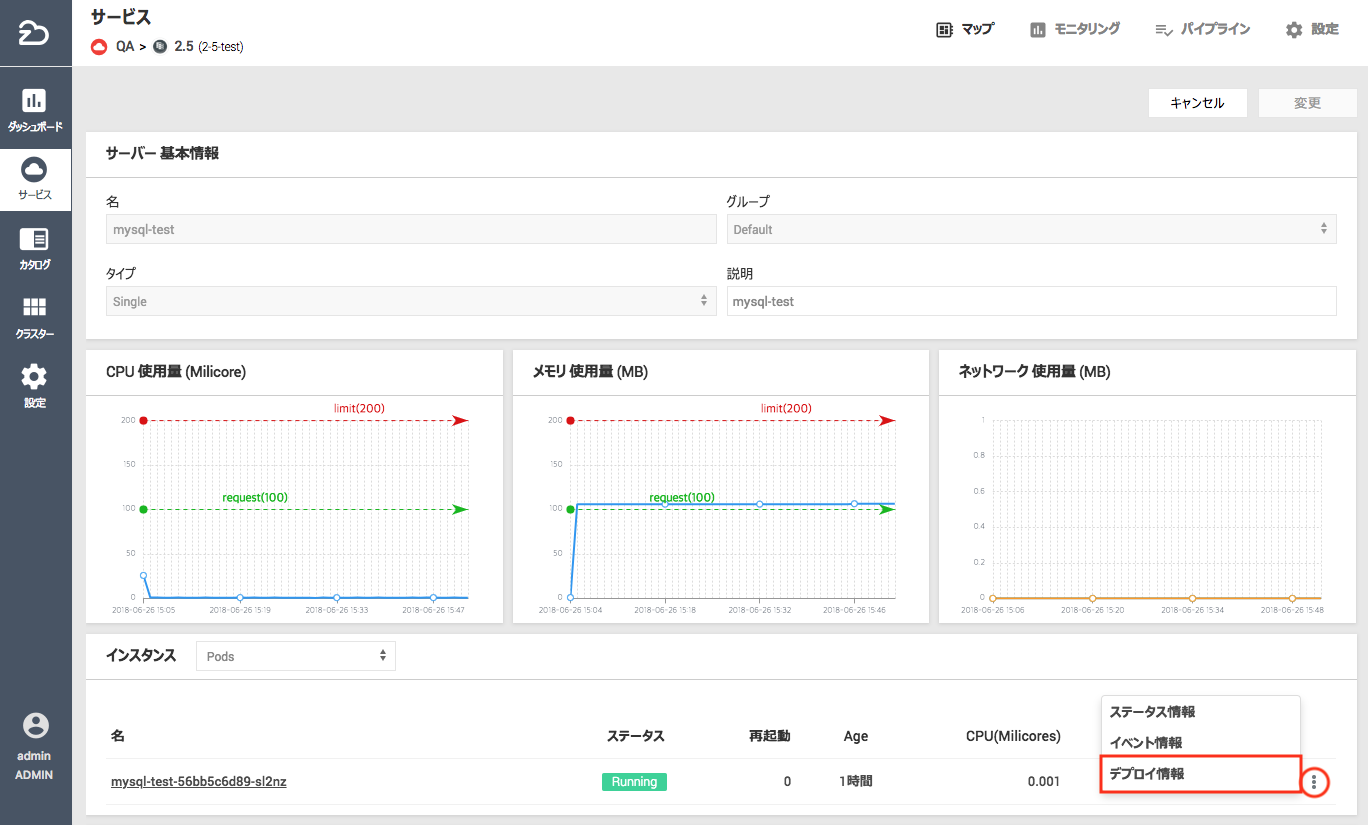 サービス
QA > 2.5 (2-5-test)
マップ
モニタリング
パイプライン
設定
ダッシュボード
サービス
カタログ
クラスター
設定
admin
ADMIN
キャンセル
変更
サーバー 基本情報
名
グループ
mysql-test
Default
タイプ
説明
Single
mysql-test
CPU 使用量 (Milicore)
limit(200)
200
150
request(100)
100
50
0
2018-06-26 15:05 2018-06-26 15:19 2018-06-26 15:33 2018-06-26 15:47
メモリ 使用量 (MB)
limit(200)
200
150
request(100)
100
50
0
2018-06-26 15:04 2018-06-26 15:18 2018-06-26 15:32 2018-06-26 15:46
ネットワーク 使用量 (MB)
1
0.8
0.6
0.4
0.2
0
2018-06-26 15:06 2018-06-26 15:20 2018-06-26 15:34 2018-06-26 15:48
インスタンス
Pods
名 ステータス 再起動 Age CPU(Milicores)
mysql-test-56bb5c6d89-sl2nz Running 0 1時間 0.001
ステータス情報
イベント情報
デプロイ情報